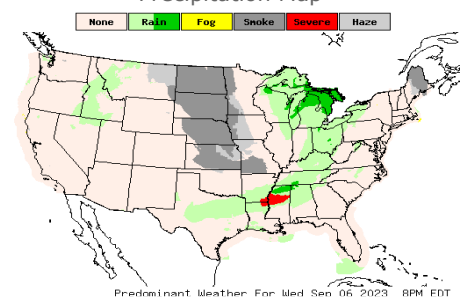 Precipitation Map
None Rain Fog Smoke Severe Haze
Predominant Weather For Wed Sep 06 2023 8PM EDT